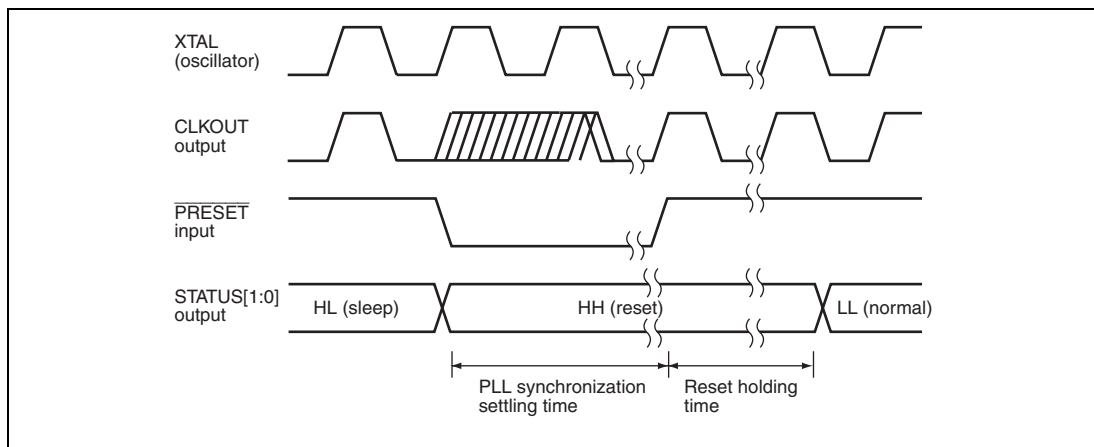 XTAL
(oscillator)
CLKOUT
output
PRESET
input
STATUS[1:0]
output
HL (sleep)
HH (reset)
LL (normal)
PLL synchronization
settling time
Reset holding
time